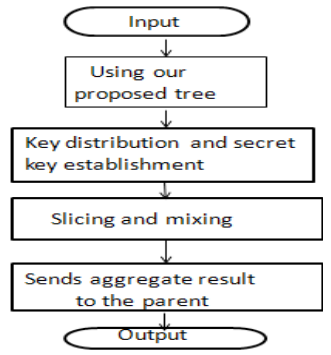 Input
Using our
proposed tree
Key distribution and secret
key establishment
Slicing and mixing
Sends aggregate result
to the parent
Output